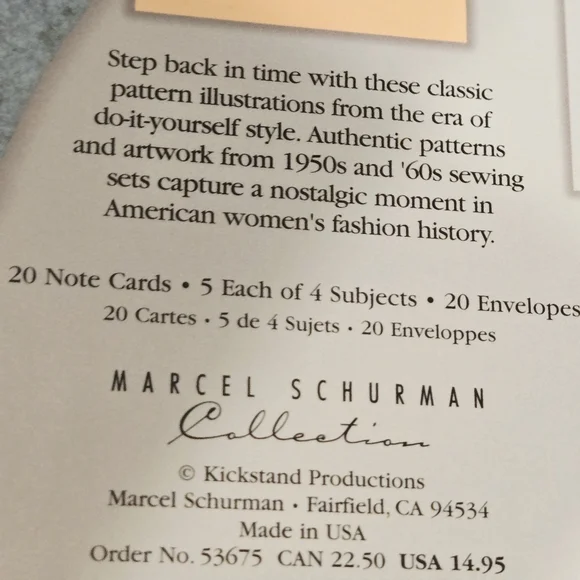 Step back in time with these classic
pattern illustrations from the era of
do-it-yourself style. Authentic patterns
and artwork from 1950s and '60s sewing
sets capture a nostalgic moment in
American women's fashion history.
20 Note Cards • 5 Each of 4 Subjects • 20 Envelopes
20 Cartes • 5 de 4 Sujets • 20 Enveloppes
MARCEL SCHURMAN
Collection
© Kickstand Productions
Marcel Schurman • Fairfield, CA 94534
Made in USA
Order No. 53675 CAN 22.50 USA 14.95